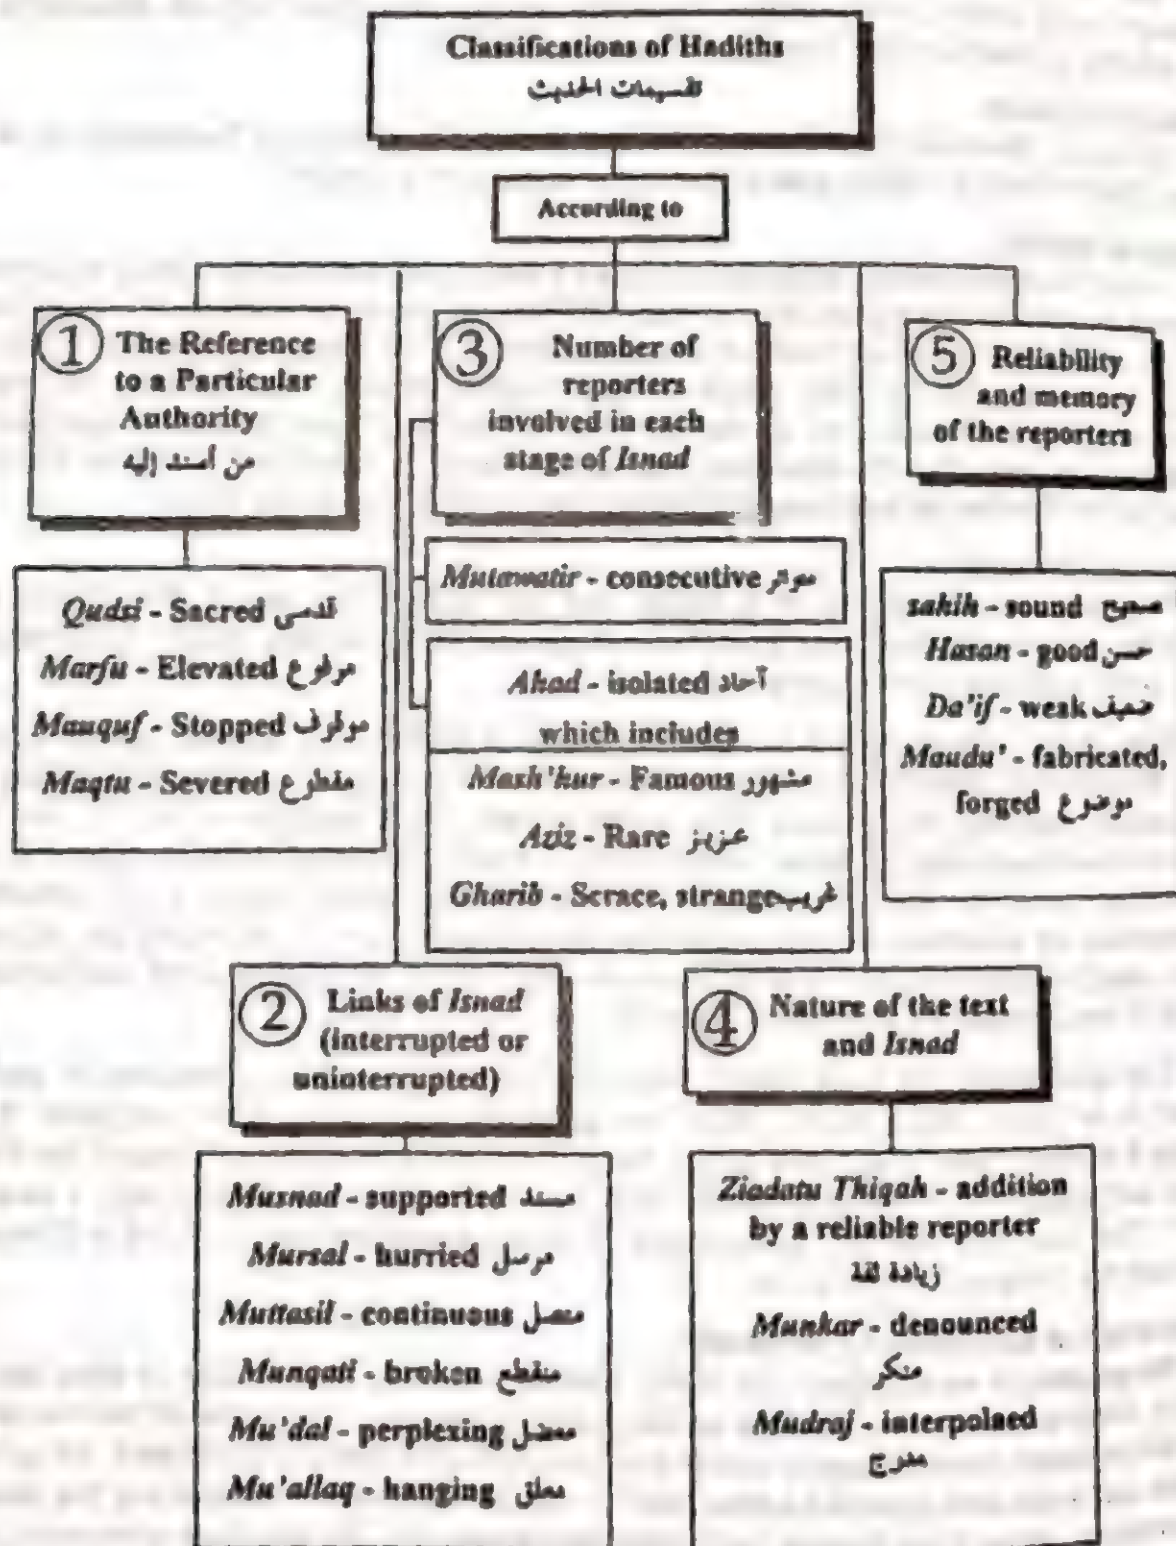 Classifications of Hadiths
تقسيمات الحديث
According to
1 The Reference
to a Particular
Authority
من أسند إليه
Qudsi - Sacred قدسي
Marfu - Elevated مرفوع
Mauquf - Stopped موقوف
Maqtu - Severed مقطوع
2 Links of Isnad
(interrupted or
uninterrupted)
Musnad - supported مسند
Mursal - hurried مرسل
Muttasil - continuous متصل
Munqati - broken منقطع
Mu'dal - perplexing معضل
Mu'allaq - hanging معلق
3 Number of
reporters
involved in each
stage of Isnad
Mutawatir - consecutive
Ahad - isolated آحاد
which includes
Mash'hur - Famous مشهور
Aziz - Rare عزيز
Gharib - Scrace, strange غريب
4 Nature of the text
and Isnad
Ziadatu Thiqah - addition
by a reliable reporter
زيادة ثقة
Munkar - denounced
منكر
Mudraj - interpolned
مدرج
5 Reliability
and memory
of the reporters
sahih - sound صحيح
Hasan - good حسن
Da'if - weak ضعيف
Maudu' - fabricated,
forged موضوع